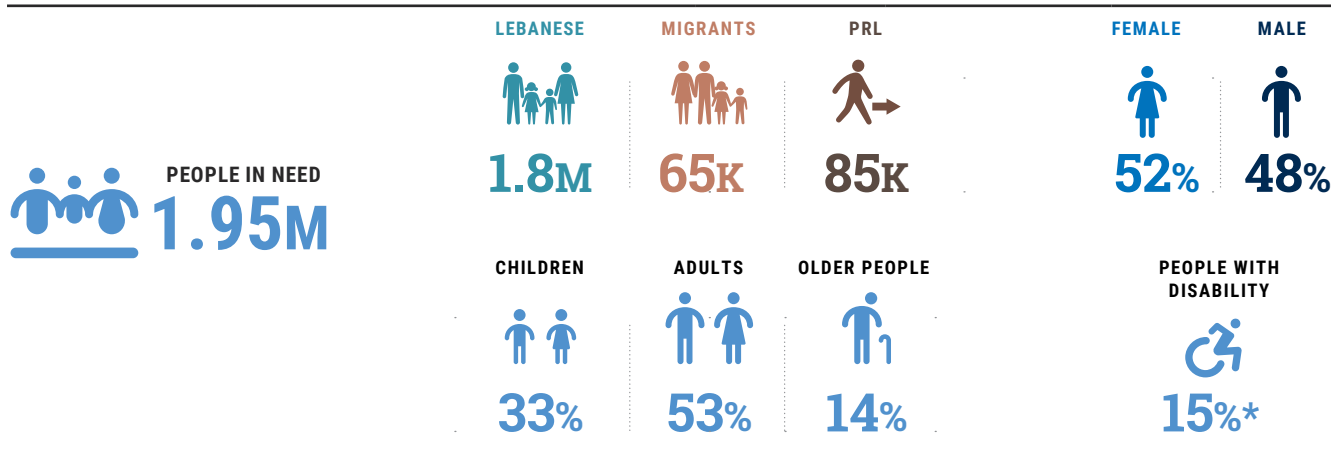 PEOPLE IN NEED
1.95M
LEBANESE
1.8M
MIGRANTS
65K
PRL
85K
FEMALE
52%
MALE
48%
CHILDREN
33%
ADULTS
53%
OLDER PEOPLE
14%
PEOPLE WITH
DISABILITY
15%*